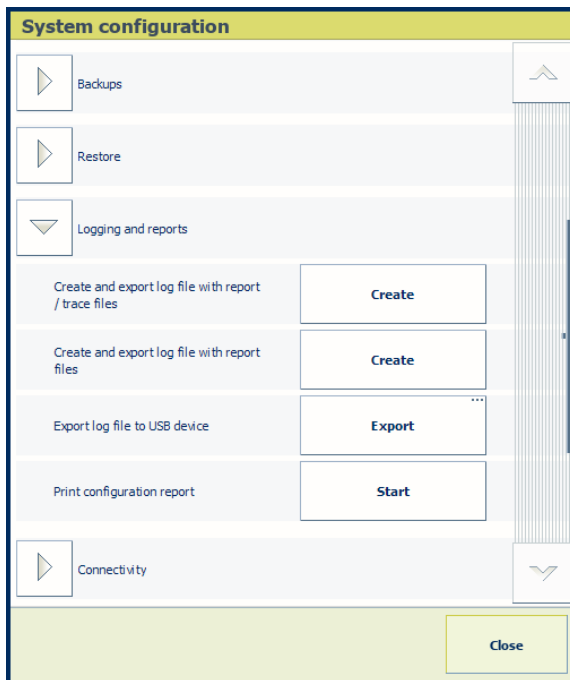 System configuration
Backups
Restore
Logging and reports
Create and export log file with report
/ trace files
Create
Create and export log file with report
files
Create
Export log file to USB device
...
Export
Print configuration report
Start
Connectivity
Close